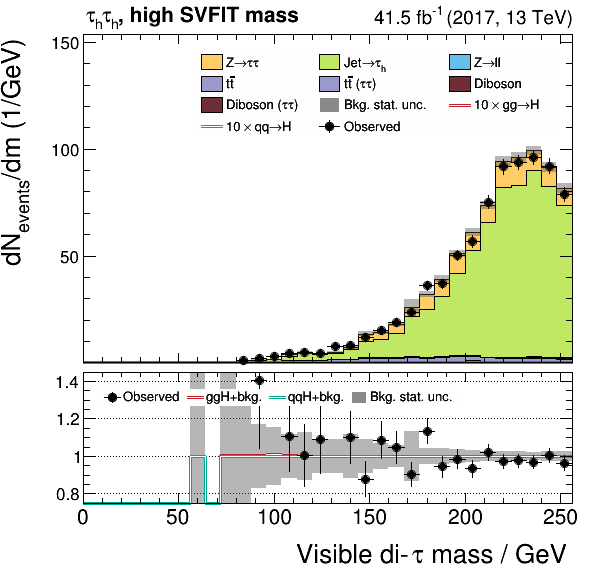 τhτh, high SVFIT mass 41.5 fb⁻¹ (2017, 13 TeV)
150
100
50
dNevents/dm (1/GeV)
Z→ττ Jet→τh Z→ll
tt̄ tt̄ (ττ) Diboson
Diboson (ττ) Bkg. stat. unc. 10 × gg→H
10 × qq→H Observed
1.4
1.2
1
0.8
Observed ggH+bkg. qqH+bkg. Bkg. stat. unc.
0 50 100 150 200 250
Visible di-τ mass / GeV